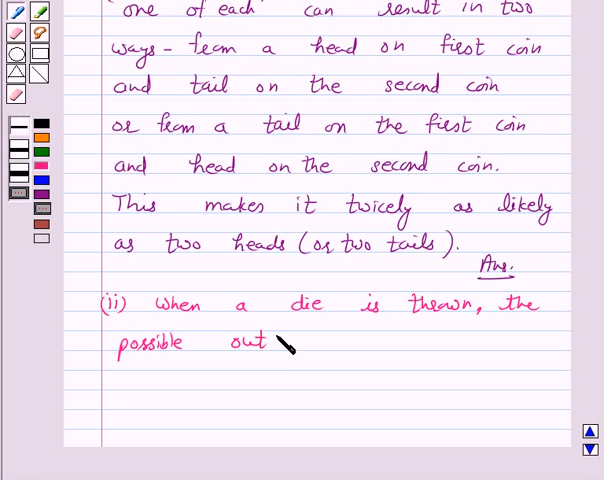 one of each can result in two
ways - from a head on first coin
and tail on the second coin
or from a tail on the first coin
and head on the second coin.
This makes it twicely as likely
as two heads (or two tails).
Ans.
(ii) When a die is thrown, the
possible out